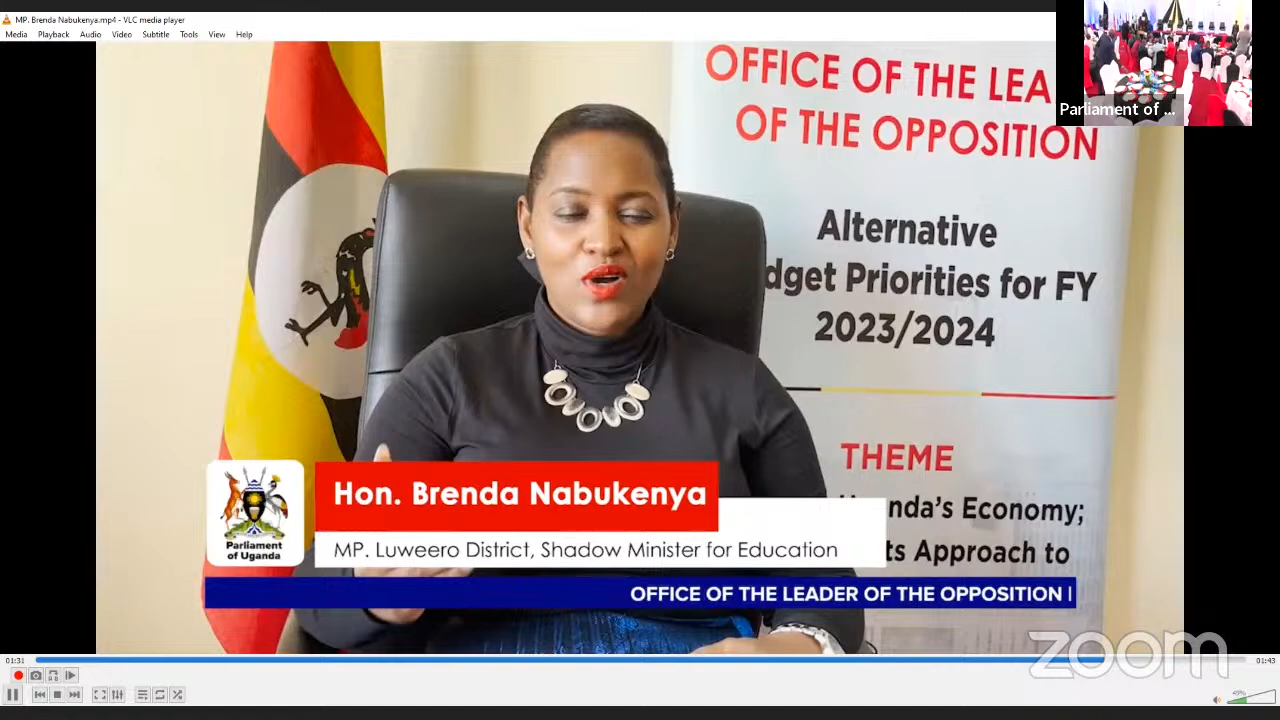 MP. Brenda Nabukenya.mp4 - VLC media player
Media Playback Audio Video Subtitle Tools View Help
Parliament of ...
OFFICE OF THE LEA
OF THE OPPOSITION
Alternative
dget Priorities for FY
2023/2024
THEME
nda's Economy;
ts Approach to
Hon. Brenda Nabukenya
MP. Luweero District, Shadow Minister for Education
Parliament
of Uganda
OFFICE OF THE LEADER OF THE OPPOSITION |
zoom
01:31
01:43